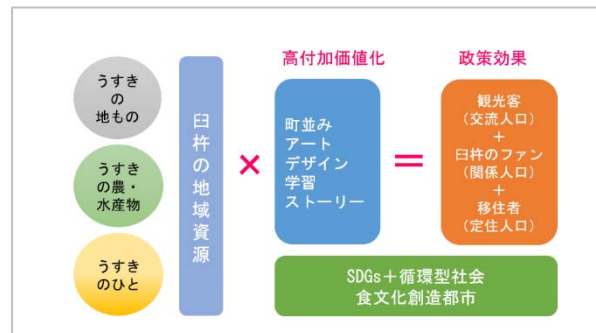 高付加価値化
政策効果
うすき
の
地もの
うすき
の農・
水産物
うすき
のひと
臼杵の地域資源
×
町並み
アート
デザイン
学習
ストーリー
＝
観光客
(交流人口)
+
臼杵のファン
(関係人口)
+
移住者
(定住人口)
SDGs+循環型社会
食文化創造都市